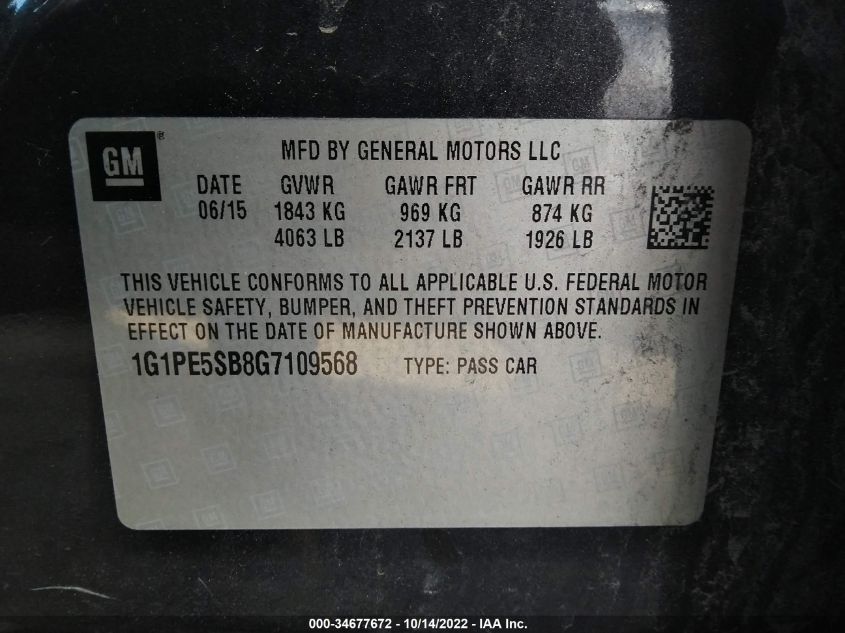 GM ®
MFD BY GENERAL MOTORS LLC
DATE GVWR GAWR FRT GAWR RR
06/15 1843 KG 969 KG 874 KG
4063 LB 2137 LB 1926 LB
THIS VEHICLE CONFORMS TO ALL APPLICABLE U.S. FEDERAL MOTOR
VEHICLE SAFETY, BUMPER, AND THEFT PREVENTION STANDARDS IN
EFFECT ON THE DATE OF MANUFACTURE SHOWN ABOVE.
1G1PE5SB8G7109568 TYPE: PASS CAR
000-34677672 - 10/14/2022 - IAA Inc.